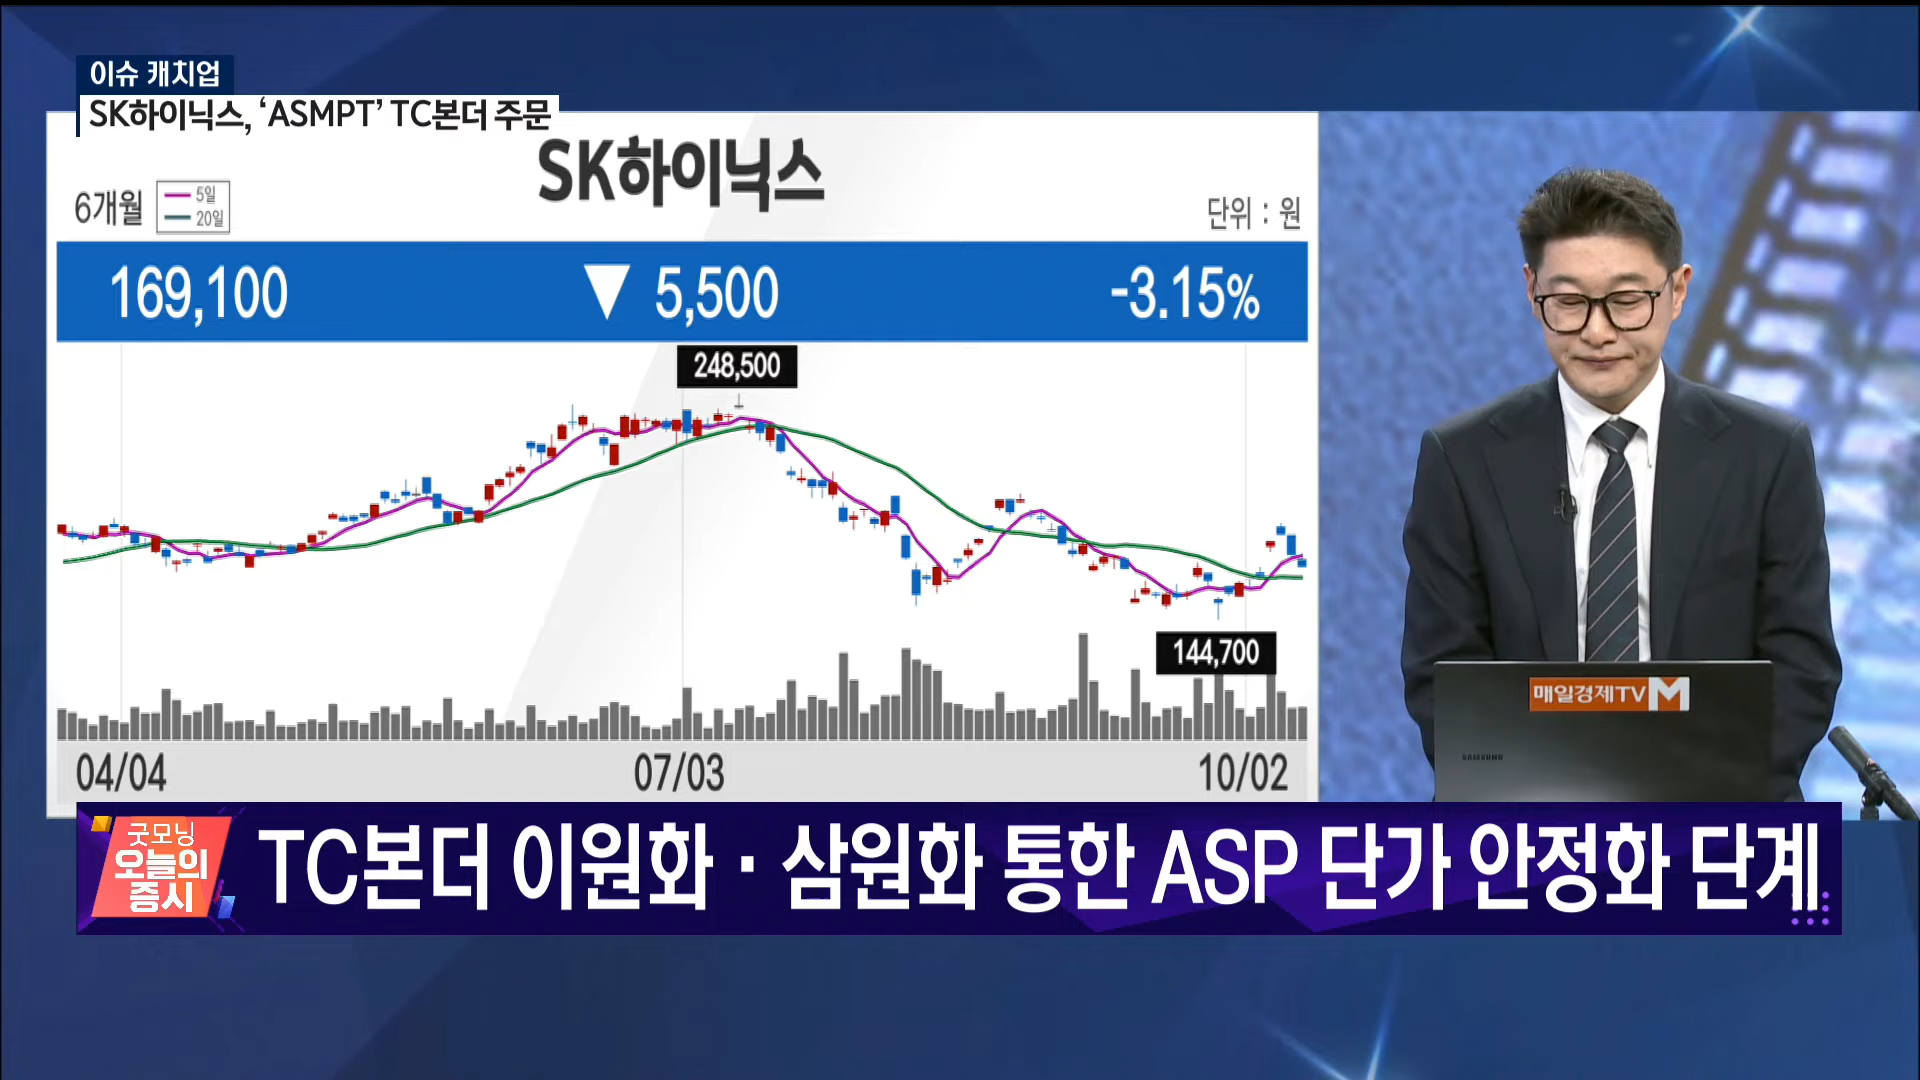 이슈 캐치업
SK하이닉스, ‘ASMPT’ TC본더 주문
SK하이닉스
6개월
5일
20일
단위 : 원
169,100 ▼ 5,500 -3.15%
248,500
144,700
04/04 07/03 10/02
매일경제TV M
SAMSUNG
굿모닝
오늘의
증시
TC본더 이원화·삼원화 통한 ASP 단가 안정화 단계